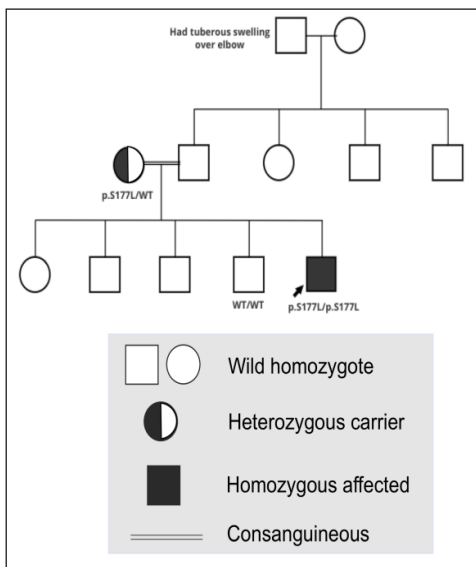 Had tuberous swelling
over elbow
p.S177L/WT
WT/WT
p.S177L/p.S177L
Wild homozygote
Heterozygous carrier
Homozygous affected
Consanguineous